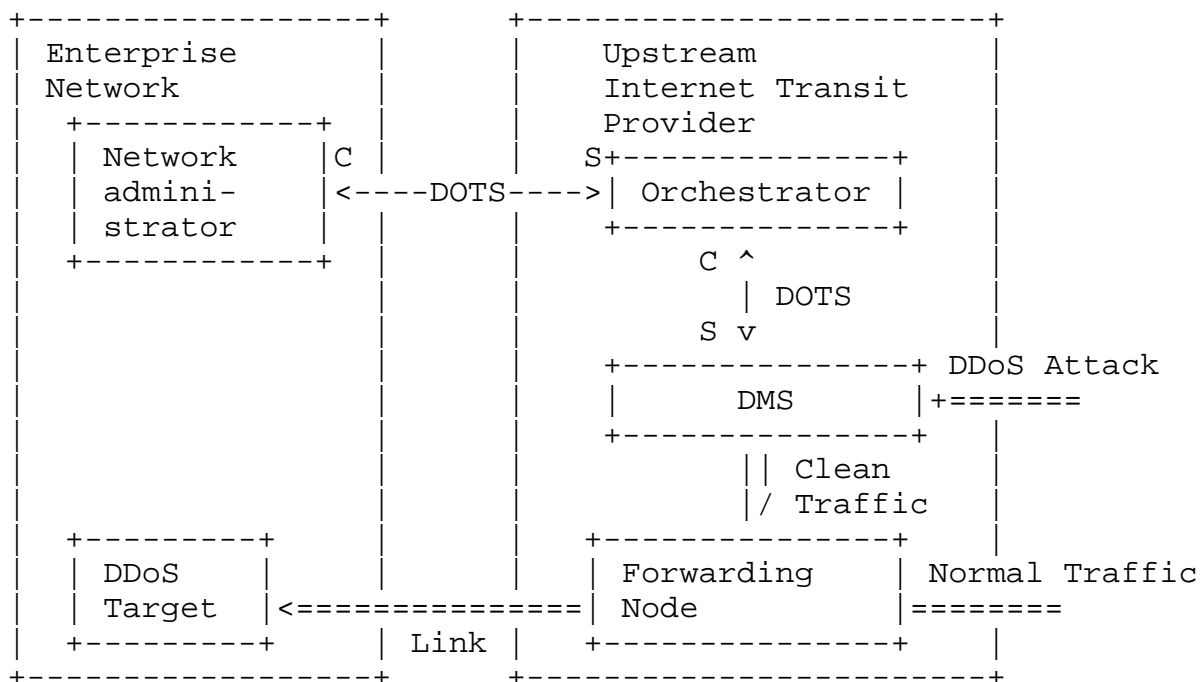 +-------------------+      +------------------------+
| Enterprise        |      |    Upstream            |
| Network           |      |    Internet Transit    |
|  +------------+   |      |    Provider            |
|  | Network    |C  |      |   S+--------------+    |
|  | admini-    |<----DOTS---->| Orchestrator |    |
|  | strator    |   |      |    +--------------+    |
|  +------------+   |      |         C ^            |
|                   |      |           | DOTS       |
|                   |      |         S v            |
|                   |      |    +---------------+ DDoS Attack
|                   |      |    |      DMS      |+=======
|                   |      |    +---------------+   |
|                   |      |           || Clean     |
|                   |      |           |/ Traffic   |
|  +---------+      |      |   +---------------+    |
|  | DDoS    |      |      |   | Forwarding    | Normal Traffic
|  | Target  |<===============| Node          |========
|  +---------+      | Link |   +---------------+    |
+-------------------+      +------------------------+